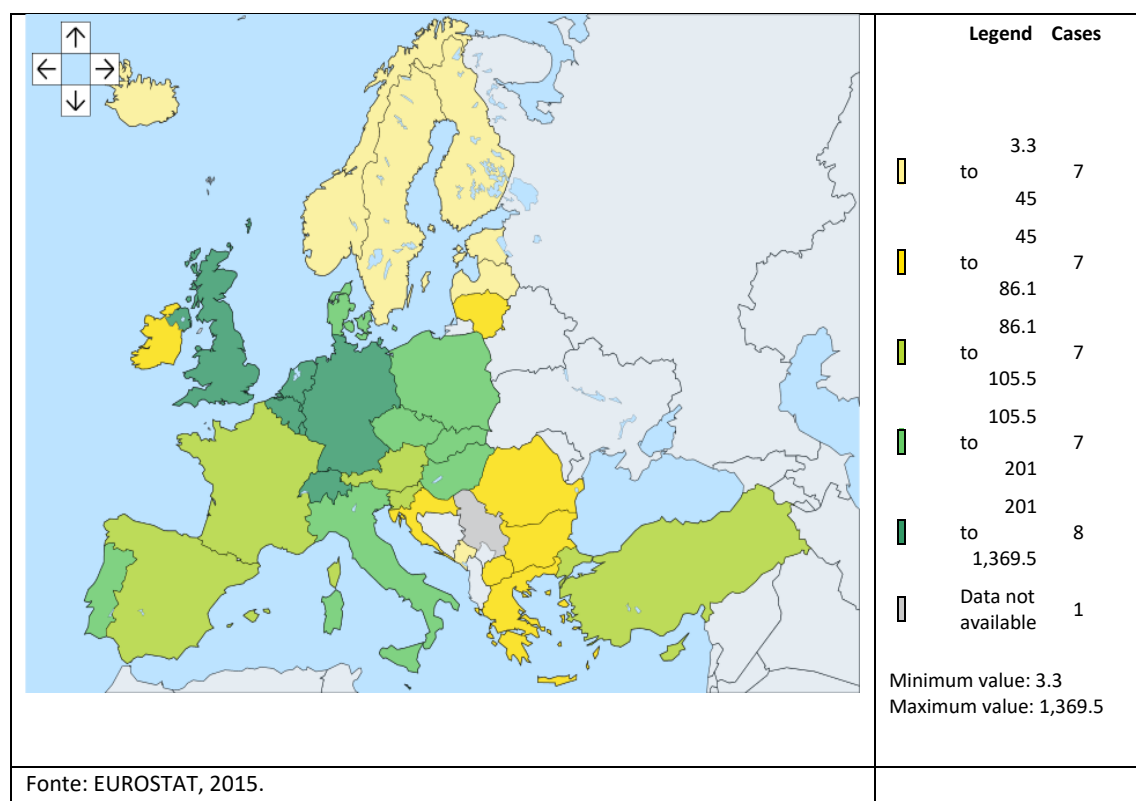 Legend Cases
3.3
to 7
45
45
to 7
86.1
86.1
to 7
105.5
105.5
to 7
201
201
to 8
1,369.5
Data not
available 1
Minimum value: 3.3
Maximum value: 1,369.5
Fonte: EUROSTAT, 2015.